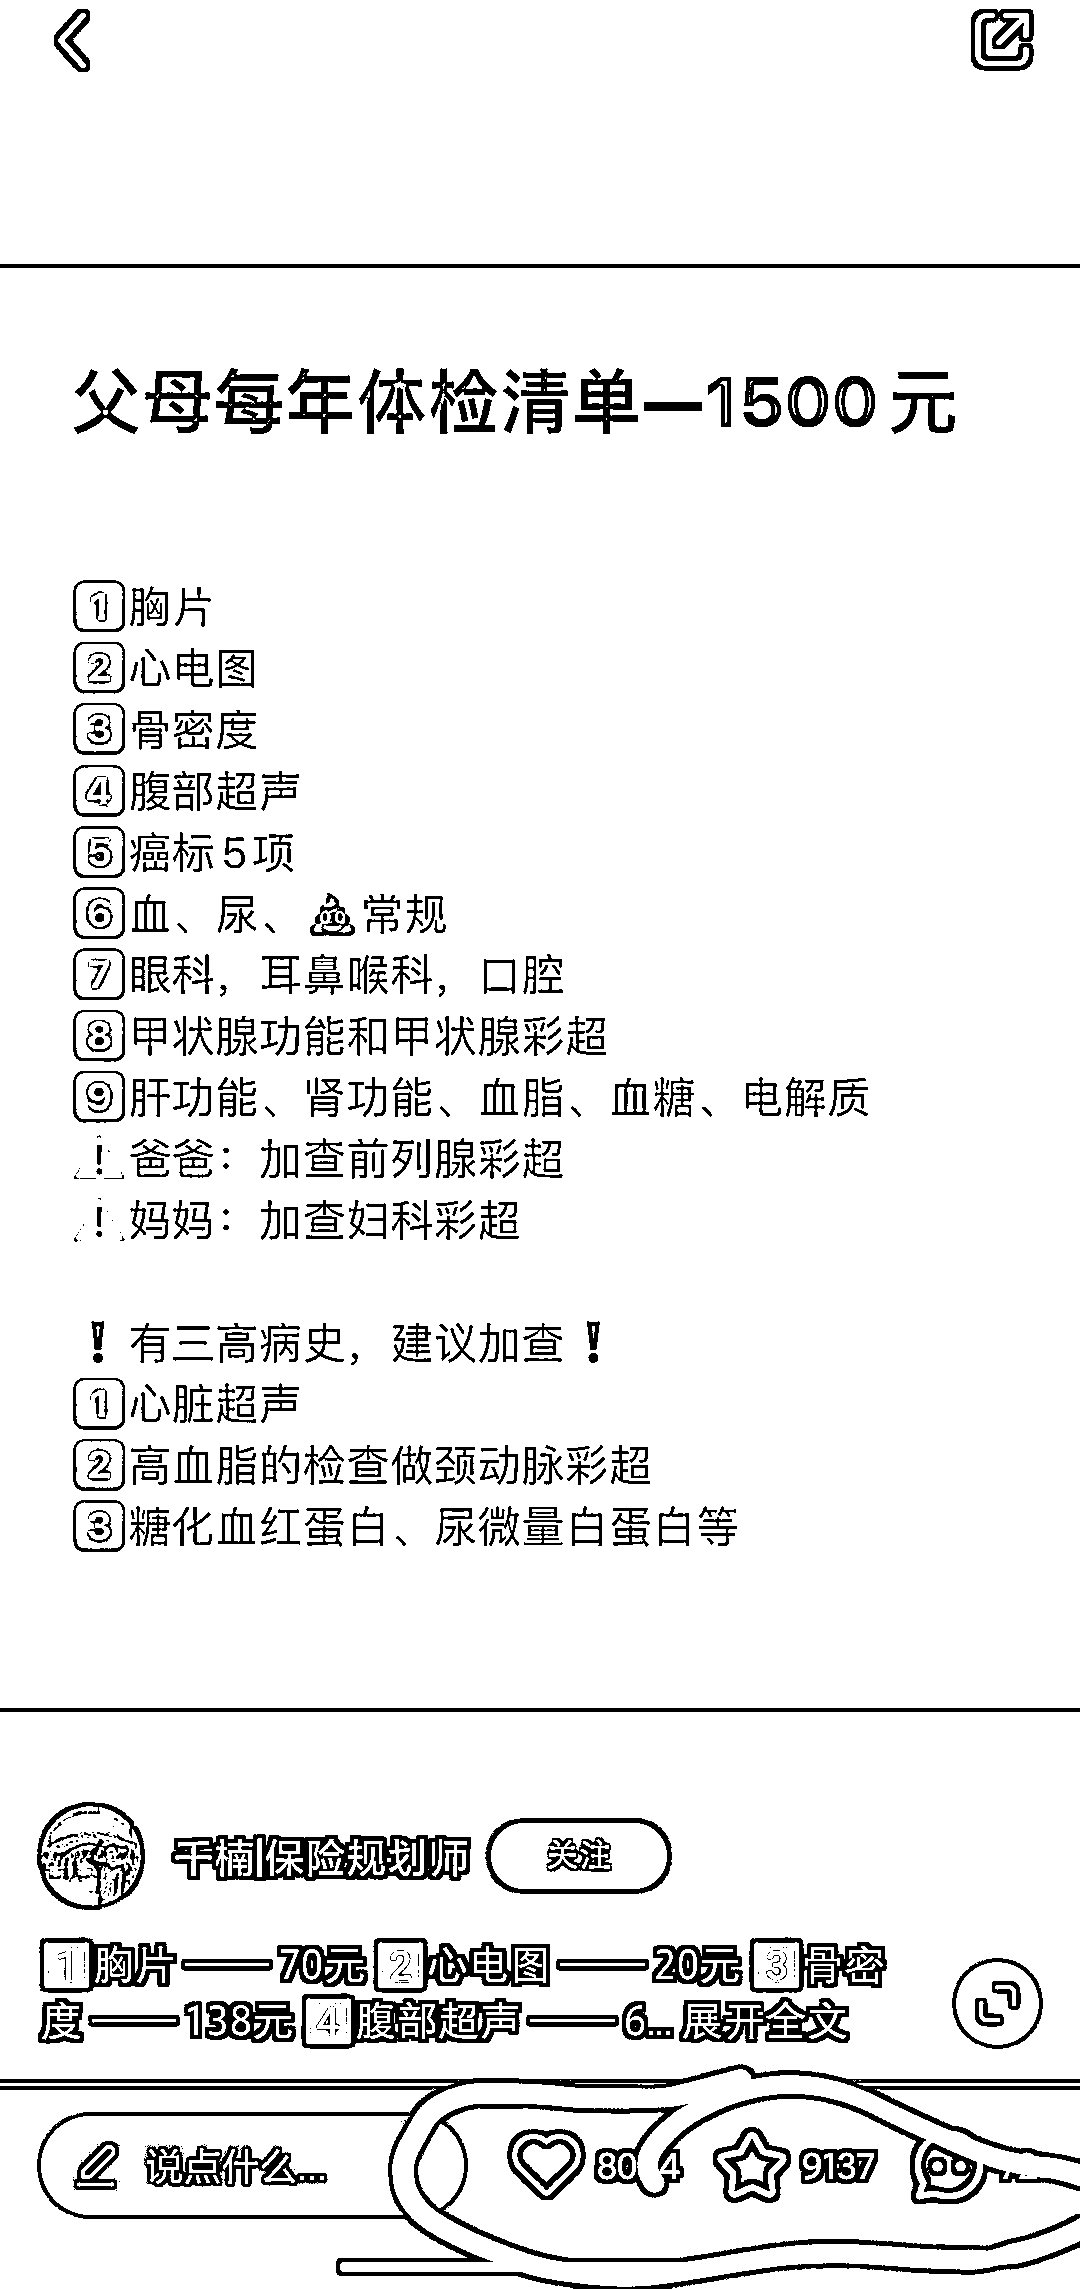 父母每年体检清单—1500元
1胸片
2心电图
3骨密度
4腹部超声
5癌标5项
6血、尿、💩常规
7眼科，耳鼻喉科，口腔
8甲状腺功能和甲状腺彩超
9肝功能、肾功能、血脂、血糖、电解质
⚠️爸爸：加查前列腺彩超
⚠️妈妈：加查妇科彩超
❗有三高病史，建议加查❗
1心脏超声
2高血脂的检查做颈动脉彩超
3糖化血红蛋白、尿微量白蛋白等
千楠|保险规划师 关注
1胸片——70元 2心电图——20元 3骨密
度——138元 4腹部超声——6... 展开全文
说点什么... 9137